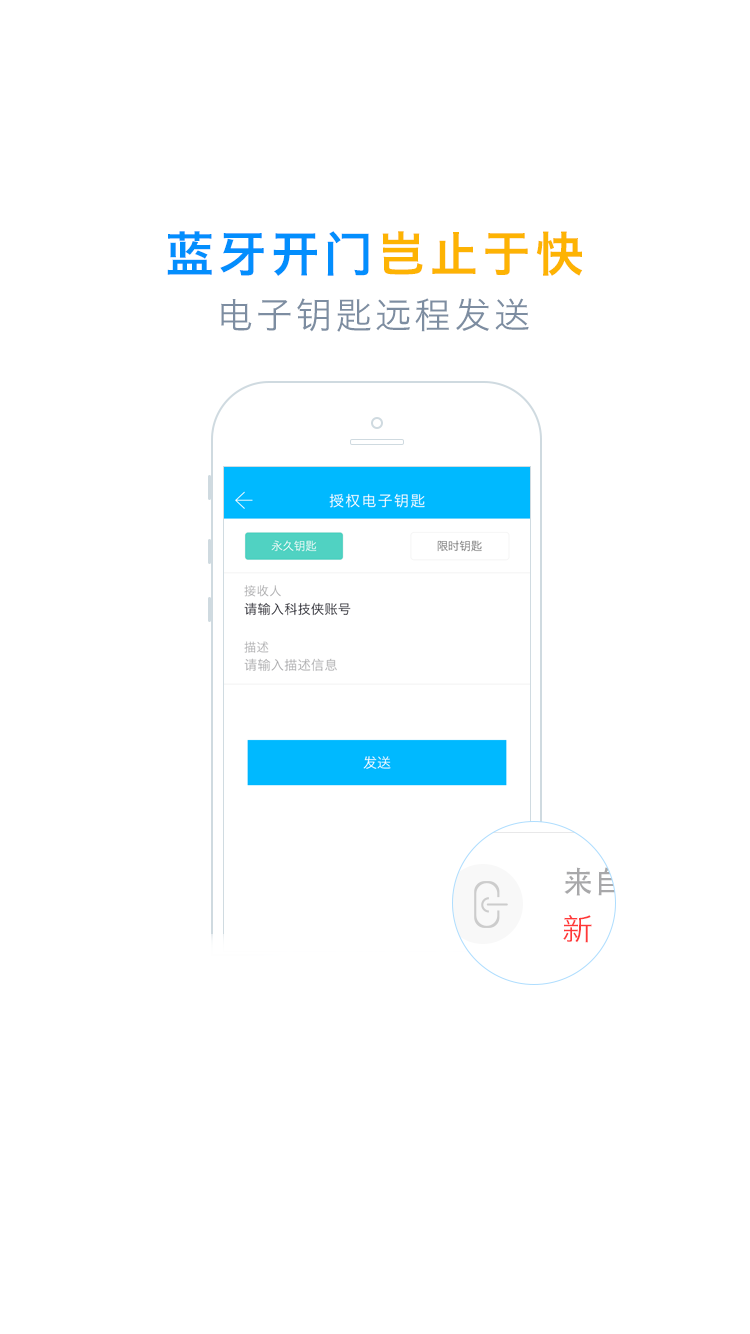 蓝牙开门岂止于快
电子钥匙远程发送
授权电子钥匙
永久钥匙 限时钥匙
接收人
请输入科技侠账号
描述
请输入描述信息
发送
来自
新